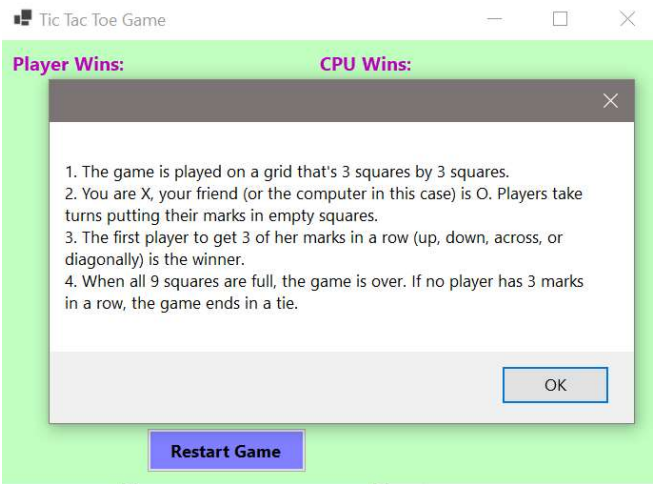 Tic Tac Toe Game
Player Wins: CPU Wins:
1. The game is played on a grid that's 3 squares by 3 squares.
2. You are X, your friend (or the computer in this case) is O. Players take
turns putting their marks in empty squares.
3. The first player to get 3 of her marks in a row (up, down, across, or
diagonally) is the winner.
4. When all 9 squares are full, the game is over. If no player has 3 marks
in a row, the game ends in a tie.
OK
Restart Game